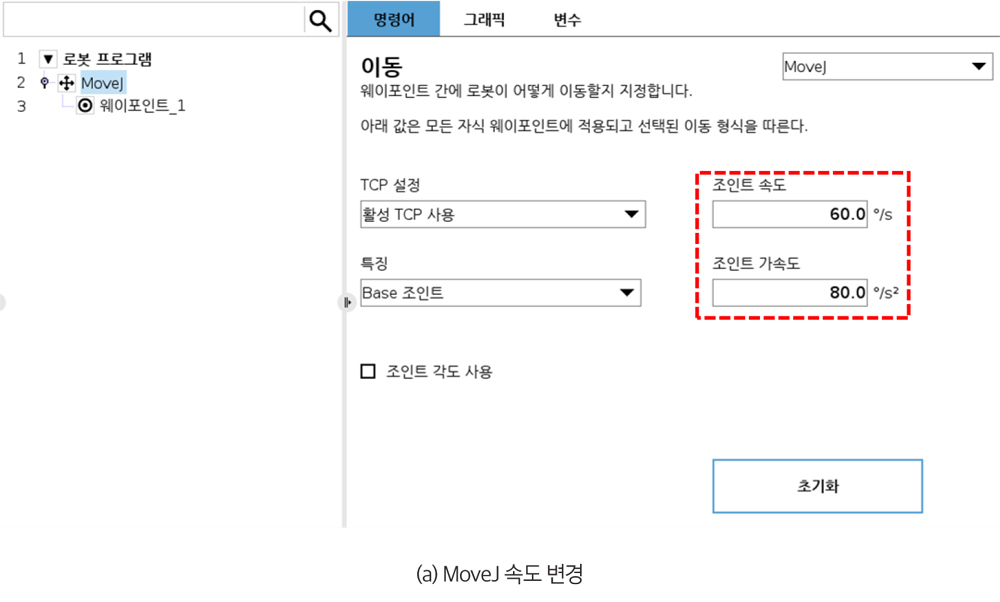 명령어 그래픽 변수
1 ▼ 로봇 프로그램
2 MoveJ
3 웨이포인트_1
이동
MoveJ
웨이포인트 간에 로봇이 어떻게 이동할지 지정합니다.
아래 값은 모든 자식 웨이포인트에 적용되고 선택된 이동 형식을 따른다.
TCP 설정
활성 TCP 사용
조인트 속도
60.0 °/s
특징
Base 조인트
조인트 가속도
80.0 °/s²
조인트 각도 사용
초기화
(a) MoveJ 속도 변경